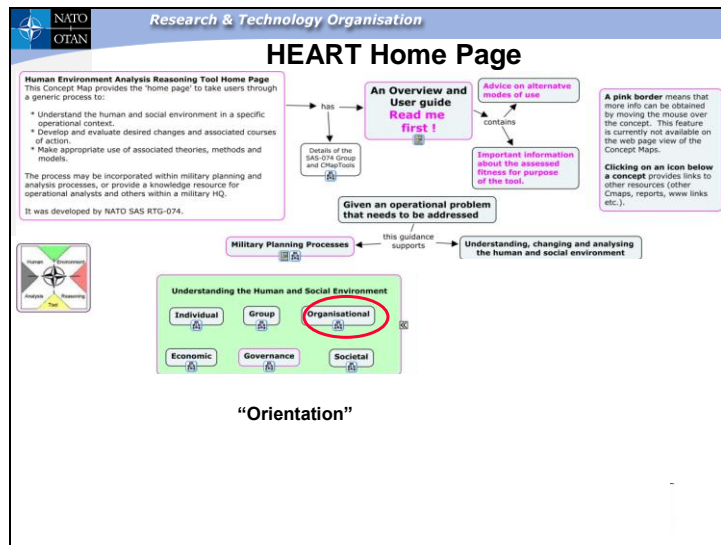 NATO
OTAN
Research & Technology Organisation
HEART Home Page
Human Environment Analysis Reasoning Tool Home Page
This Concept Map provides the 'home page' to take users through
a generic process to:
* Understand the human and social environment in a specific
operational context.
* Develop and evaluate desired changes and associated courses
of action.
* Make appropriate use of associated theories, methods and
models.
The process may be incorporated within military planning and
analysis processes, or provide a knowledge resource for
operational analysts and others within a military HQ.
It was developed by NATO SAS RTG-074.
has
An Overview and
User guide
Read me
first !
Details of the
SAS-074 Group
and CMapTools
contains
Advice on alternatve
modes of use
Important information
about the assessed
fitness for purpose
of the tool.
A pink border means that
more info can be obtained
by moving the mouse over
the concept. This feature
is currently not available on
the web page view of the
Concept Maps.
Clicking on an icon below
a concept provides links to
other resources (other
Cmaps, reports, www links
etc.).
Given an operational problem
that needs to be addressed
this guidance
supports
Military Planning Processes
Understanding, changing and analysing
the human and social environment
Human
Environment
Analysis
Reasoning
Tool
Understanding the Human and Social Environment
Individual
Group
Organisational
Economic
Governance
Societal
“Orientation”